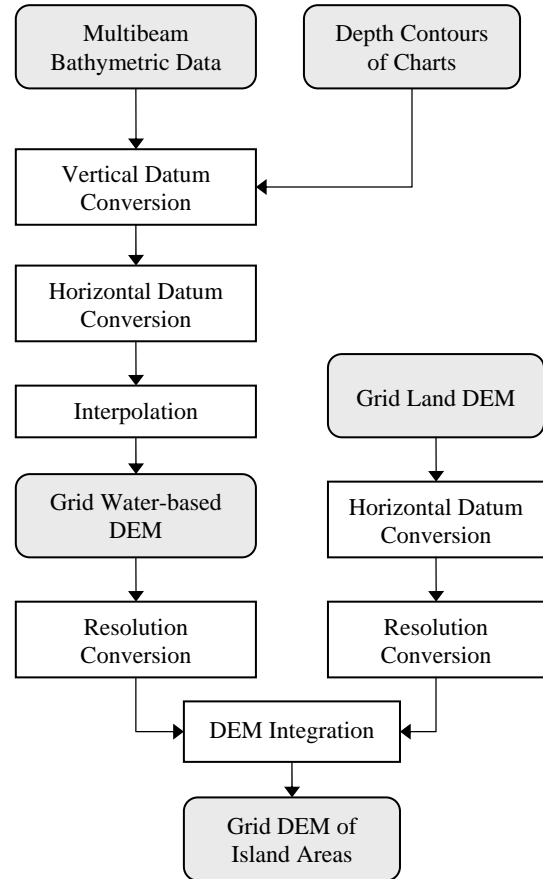 Multibeam
Bathymetric Data
Depth Contours
of Charts
Vertical Datum
Conversion
Horizontal Datum
Conversion
Interpolation
Grid Land DEM
Grid Water-based
DEM
Horizontal Datum
Conversion
Resolution
Conversion
Resolution
Conversion
DEM Integration
Grid DEM of
Island Areas